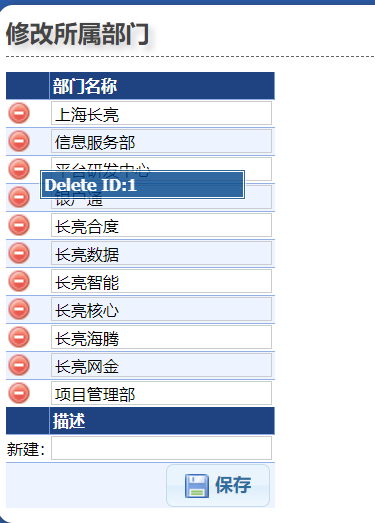 修改所属部门
部门名称
上海长亮
信息服务部
平台研发中心
Delete ID:1
银户通
长亮合度
长亮数据
长亮智能
长亮核心
长亮海腾
长亮网金
项目管理部
描述
新建:
保存